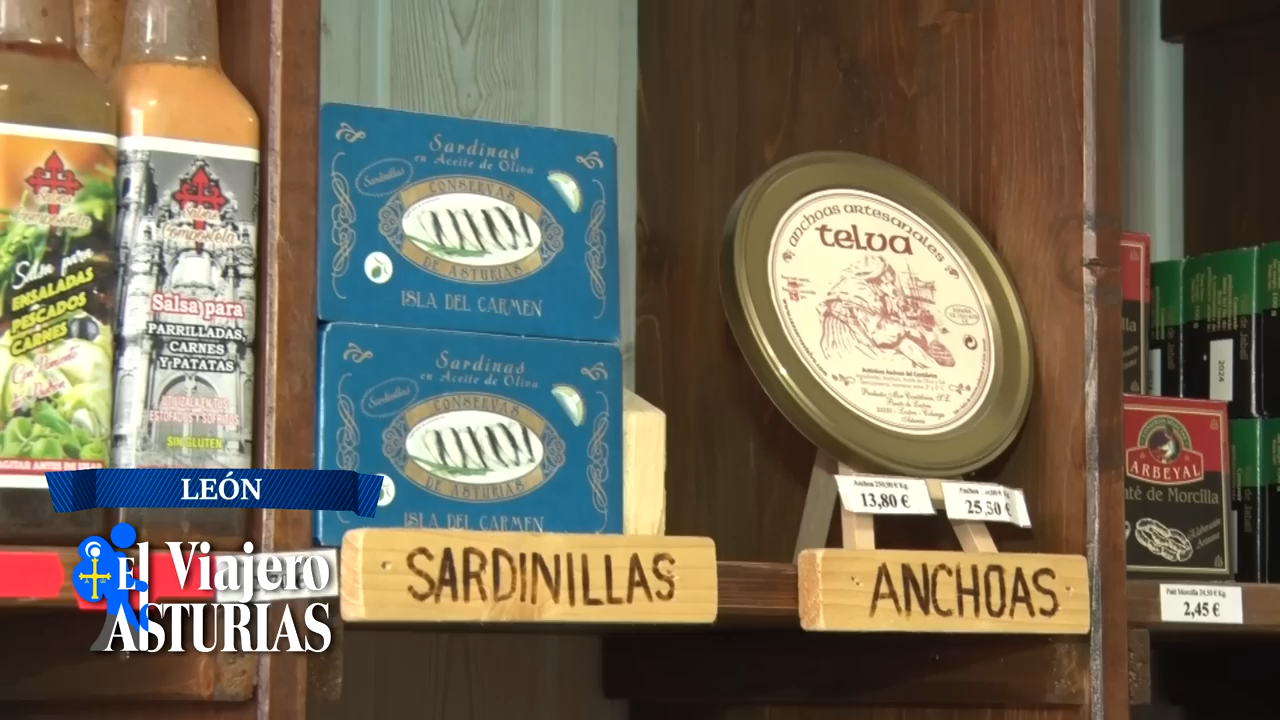 Salsa para
ENSALADAS
PESCADOS
CARNES
Salsa para
PARRILLADAS,
CARNES
Y PATATAS
SIN GLUTEN
Sardinas
en Aceite de Oliva
Sardinillas
CONSERVAS
DE ASTURIAS
ISLA DEL CARMEN
Sardinas
en Aceite de Oliva
Sardinillas
CONSERVAS
DE ASTURIAS
ISLA DEL CARMEN
SARDINILLAS
anchoas artesanales
telva
13,80 €
25,50 €
ANCHOAS
2024
ARBEYAL
Paté de Morcilla
2,45 €
LEÓN
El Viajero
ASTURIAS